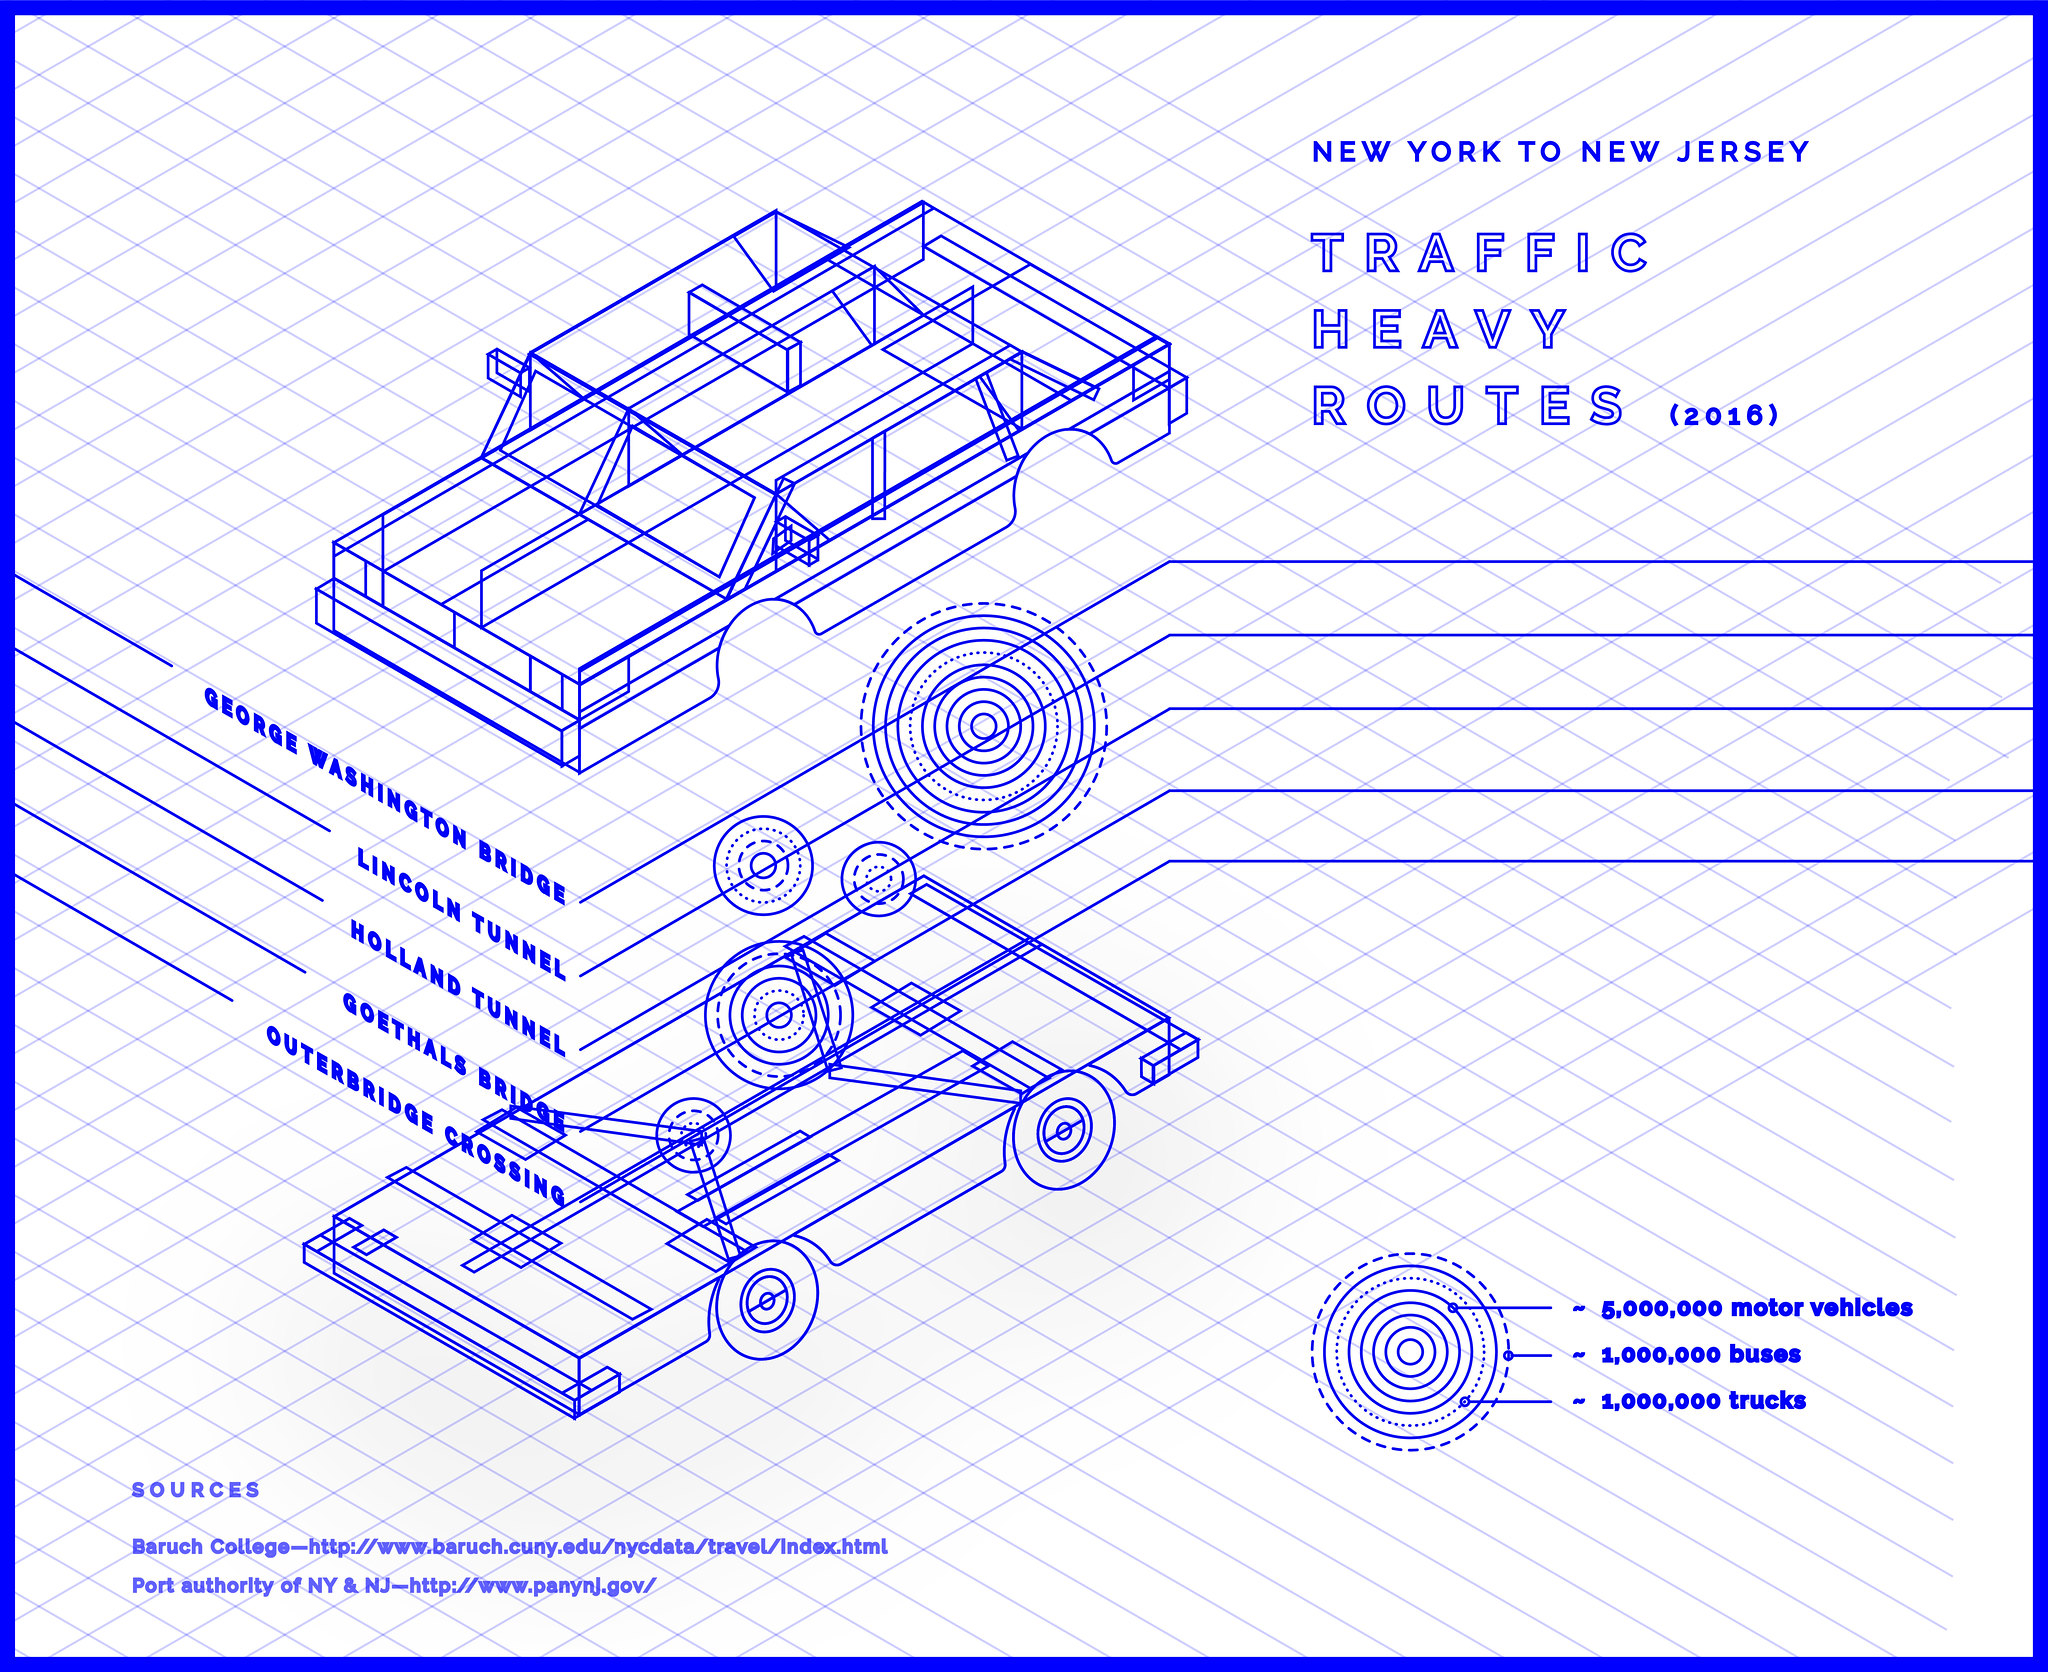 NEW YORK TO NEW JERSEY
TRAFFIC
HEAVY
ROUTES (2016)
GEORGE WASHINGTON BRIDGE
LINCOLN TUNNEL
HOLLAND TUNNEL
GOETHALS BRIDGE
OUTERBRIDGE CROSSING
~ 5,000,000 motor vehicles
~ 1,000,000 buses
~ 1,000,000 trucks
SOURCES
Baruch College—http://www.baruch.cuny.edu/nycdata/travel/index.html
Port authority of NY & NJ—http://www.panynj.gov/